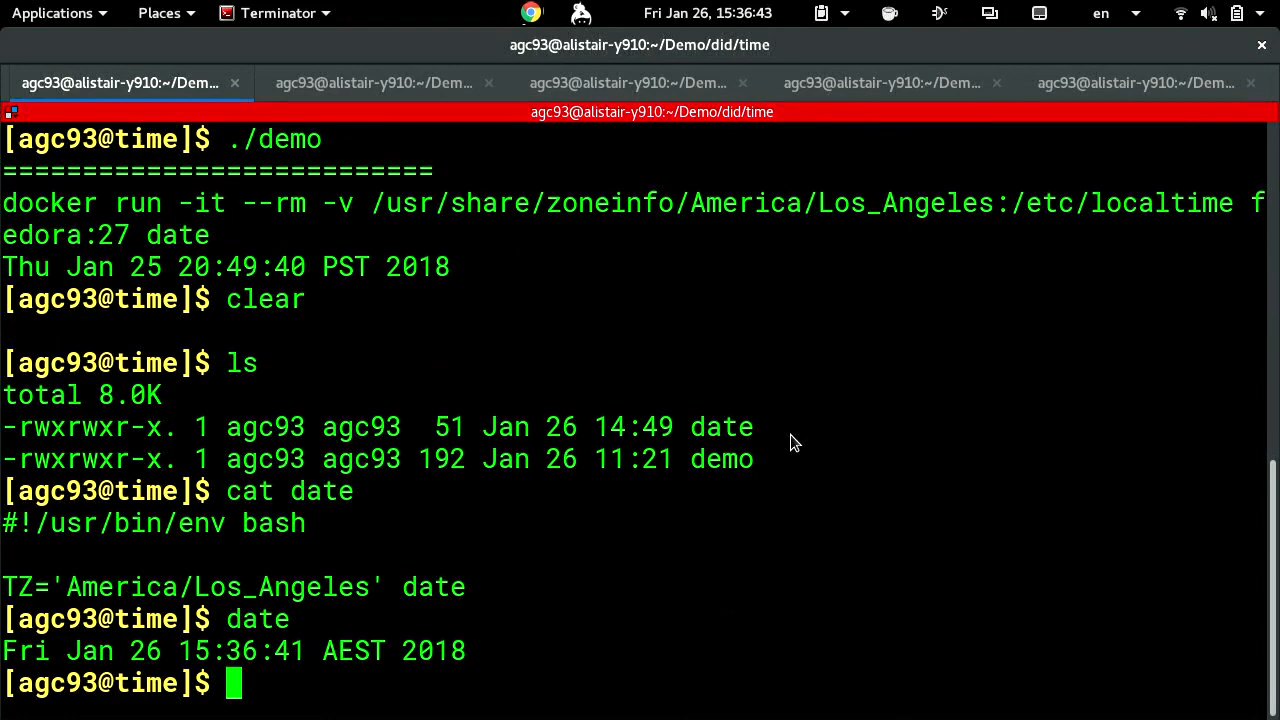 Applications Places Terminator Fri Jan 26, 15:36:43 en
agc93@alistair-y910:~/Demo/did/time ×
agc93@alistair-y910:~/Dem... × agc93@alistair-y910:~/Dem... × agc93@alistair-y910:~/Dem... × agc93@alistair-y910:~/Dem... × agc93@alistair-y910:~/Dem... ×
agc93@alistair-y910:~/Demo/did/time
[agc93@time]$ ./demo
===========================
docker run -it --rm -v /usr/share/zoneinfo/America/Los_Angeles:/etc/localtime f
edora:27 date
Thu Jan 25 20:49:40 PST 2018
[agc93@time]$ clear
[agc93@time]$ ls
total 8.0K
-rwxrwxr-x. 1 agc93 agc93  51 Jan 26 14:49 date
-rwxrwxr-x. 1 agc93 agc93 192 Jan 26 11:21 demo
[agc93@time]$ cat date
#!/usr/bin/env bash
TZ='America/Los_Angeles' date
[agc93@time]$ date
Fri Jan 26 15:36:41 AEST 2018
[agc93@time]$